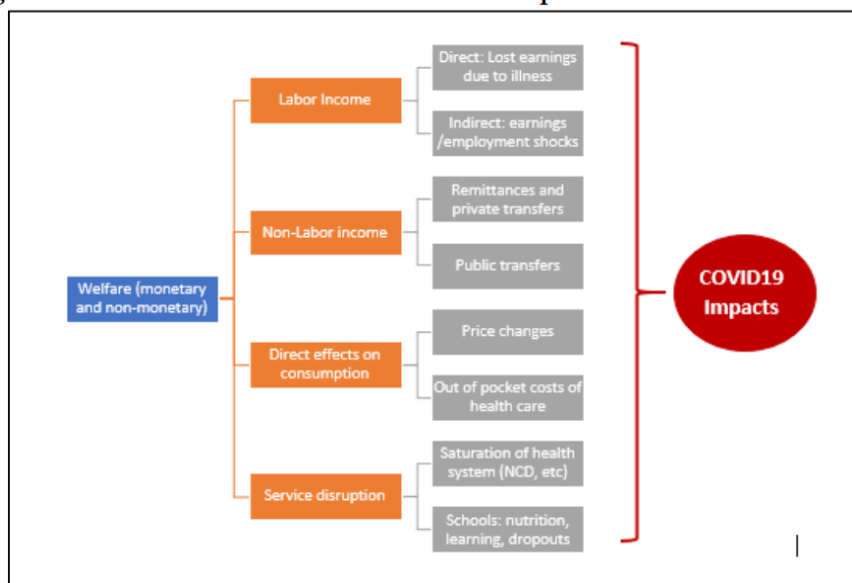 Welfare (monetary
and non-monetary)
Labor Income
Direct: Lost earnings
due to illness
Indirect: earnings
/employment shocks
Non-Labor income
Remittances and
private transfers
Public transfers
Direct effects on
consumption
Price changes
Out of pocket costs of
health care
Service disruption
Saturation of health
system (NCD, etc)
Schools: nutrition,
learning, dropouts
COVID19
Impacts